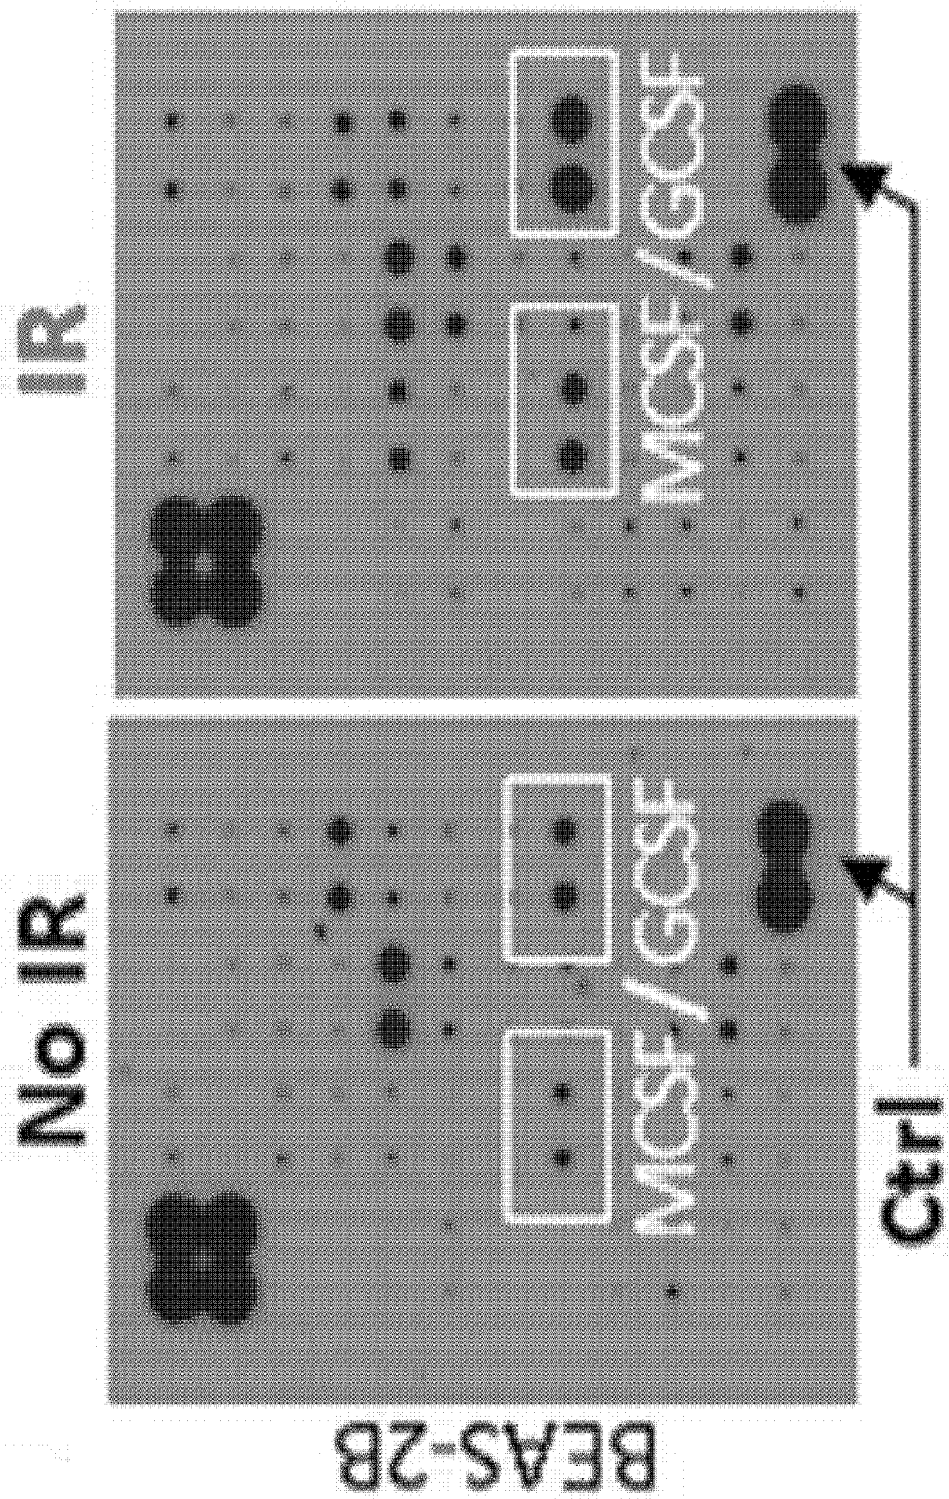 No IR
IR
BEAS-2B
MCSF / GCSF
MCSF / GCSF
Ctrl